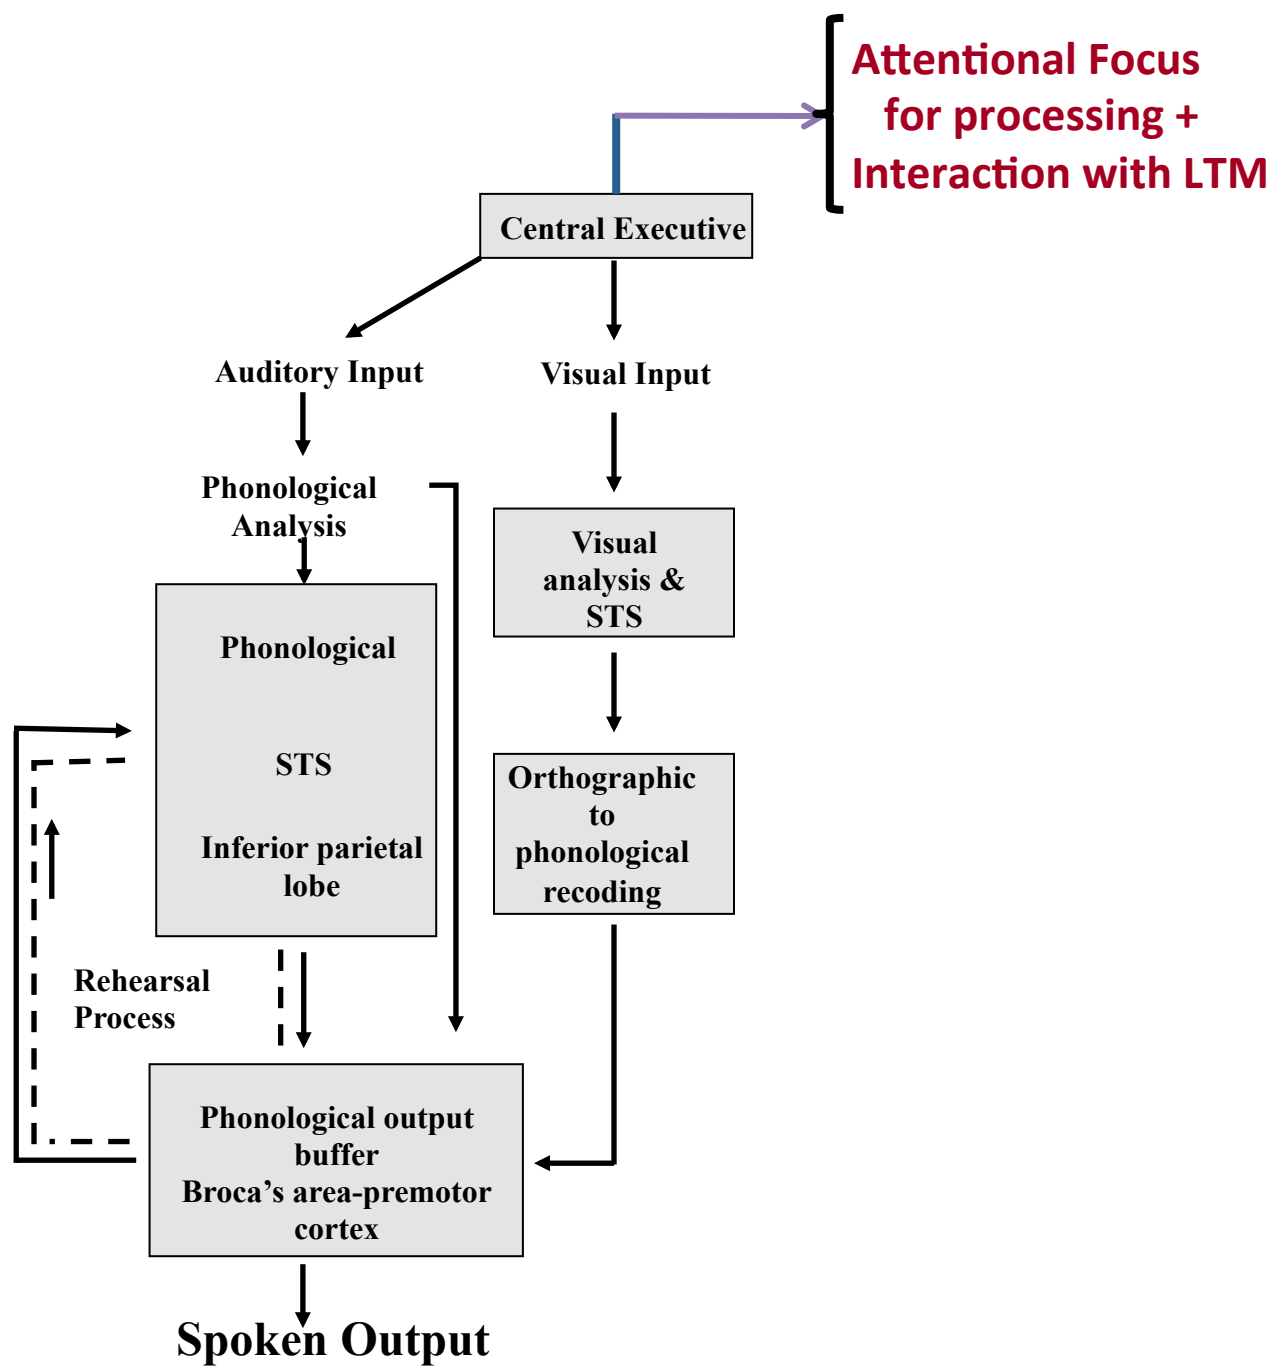 Attentional Focus
for processing +
Interaction with LTM
Central Executive
Auditory Input
Visual Input
Phonological
Analysis
Visual
analysis &
STS
Phonological
STS
Inferior parietal
lobe
Orthographic
to
phonological
recoding
Rehearsal
Process
Phonological output
buffer
Broca’s area-premotor
cortex
Spoken Output